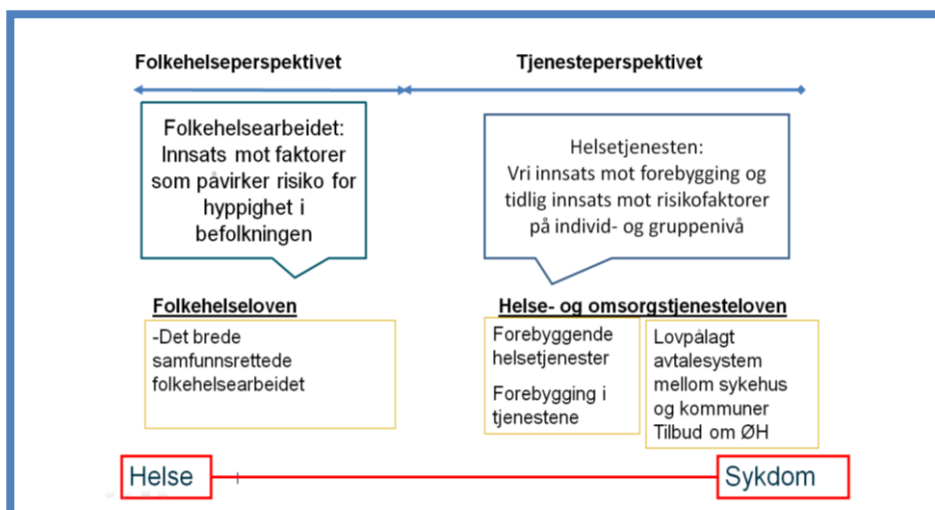 Folkehelseperspektivet
Tjenesteperspektivet
Folkehelsearbeidet:
Innsats mot faktorer
som påvirker risiko for
hyppighet i
befolkningen
Helsetjenesten:
Vri innsats mot forebygging og
tidlig innsats mot risikofaktorer
på individ- og gruppenivå
Folkehelseloven
-Det brede
samfunnsrettede
folkehelsearbeidet
Helse- og omsorgstjenesteloven
Forebyggende
helsetjenester
Forebygging i
tjenestene
Lovpålagt
avtalesystem
mellom sykehus
og kommuner
Tilbud om ØH
Helse
Sykdom